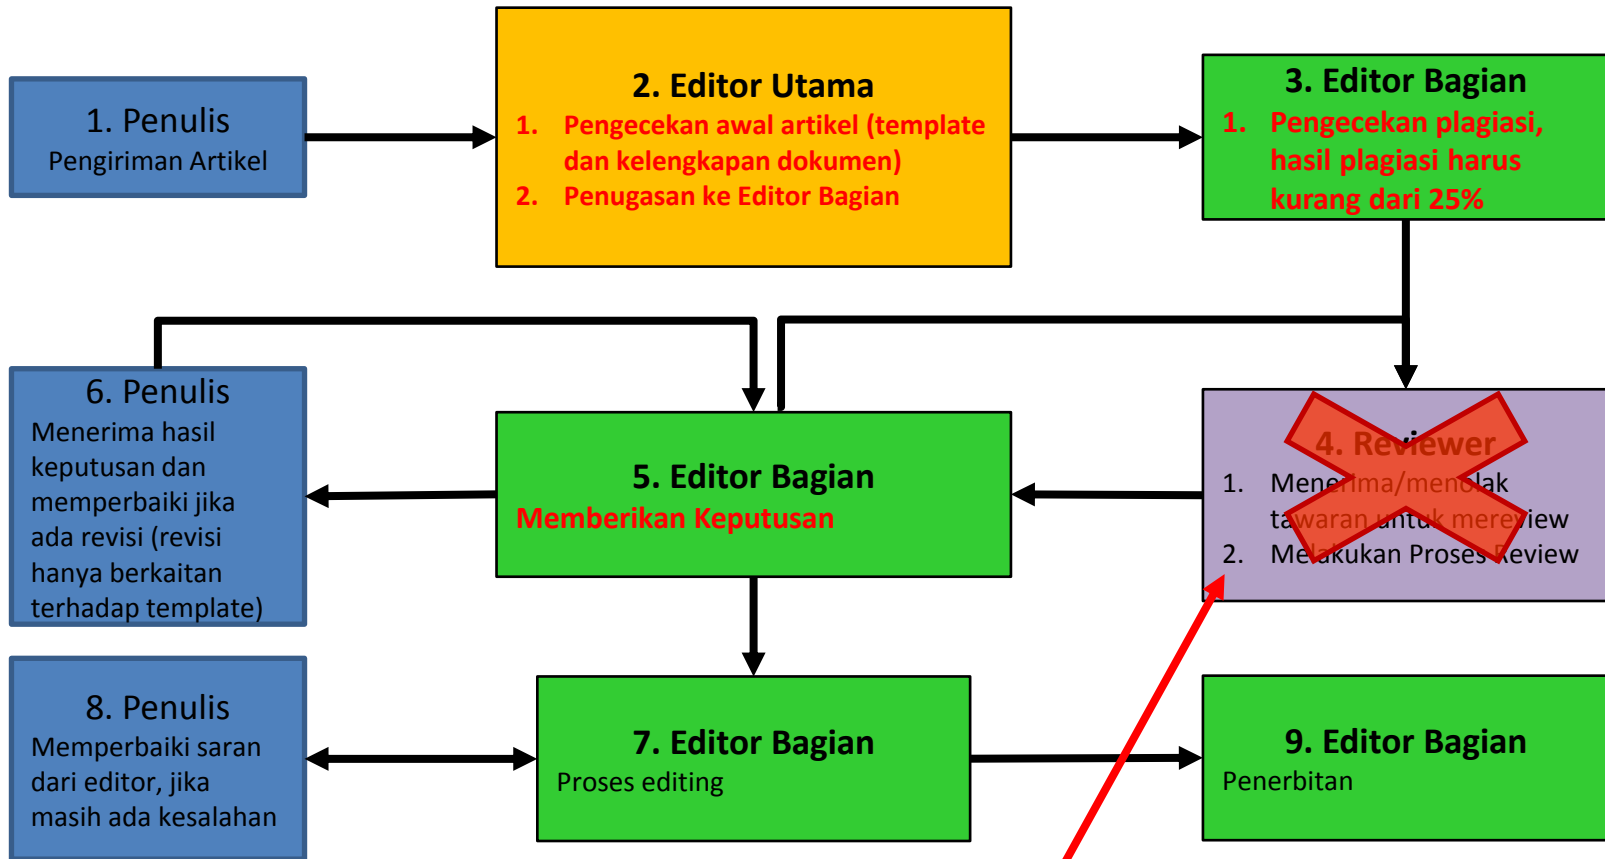 1. Penulis
Pengiriman Artikel
2. Editor Utama
1. Pengecekan awal artikel (template
dan kelengkapan dokumen)
2. Penugasan ke Editor Bagian
3. Editor Bagian
1. Pengecekan plagiasi,
hasil plagiasi harus
kurang dari 25%
4. Reviewer
1. Menerima/menolak
tawaran untuk mereview
2. Melakukan Proses Review
5. Editor Bagian
Memberikan Keputusan
6. Penulis
Menerima hasil
keputusan dan
memperbaiki jika
ada revisi (revisi
hanya berkaitan
terhadap template)
7. Editor Bagian
Proses editing
8. Penulis
Memperbaiki saran
dari editor, jika
masih ada kesalahan
9. Editor Bagian
Penerbitan